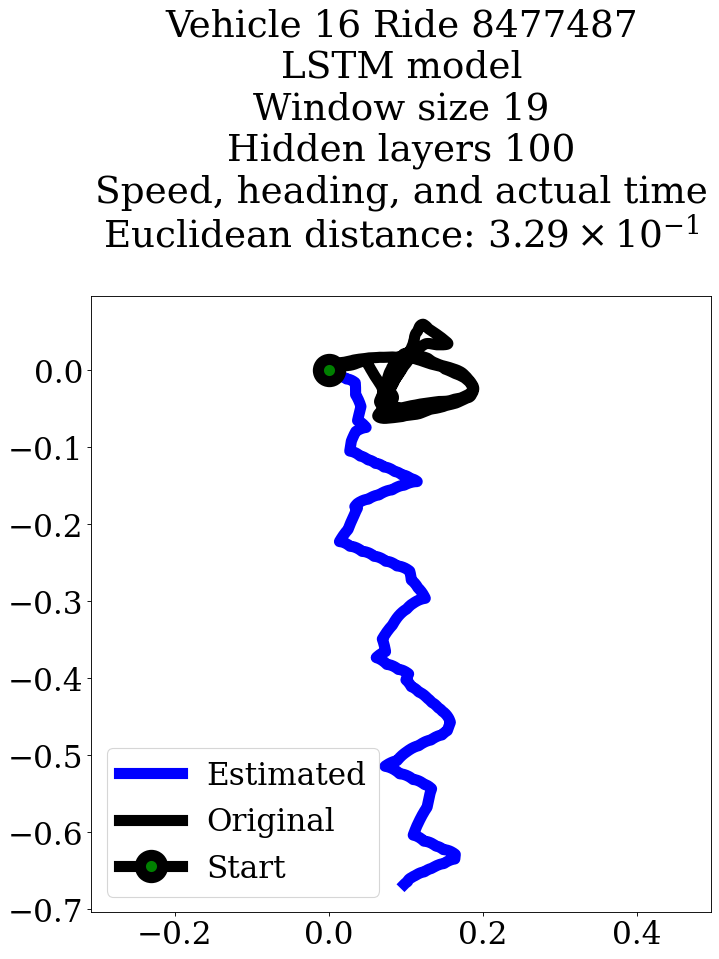 Vehicle 16 Ride 8477487
LSTM model
Window size 19
Hidden layers 100
Speed, heading, and actual time
Euclidean distance: 3.29 × 10⁻¹
0.0
−0.1
−0.2
−0.3
−0.4
−0.5
−0.6
−0.7
Estimated
Original
Start
−0.2 0.0 0.2 0.4